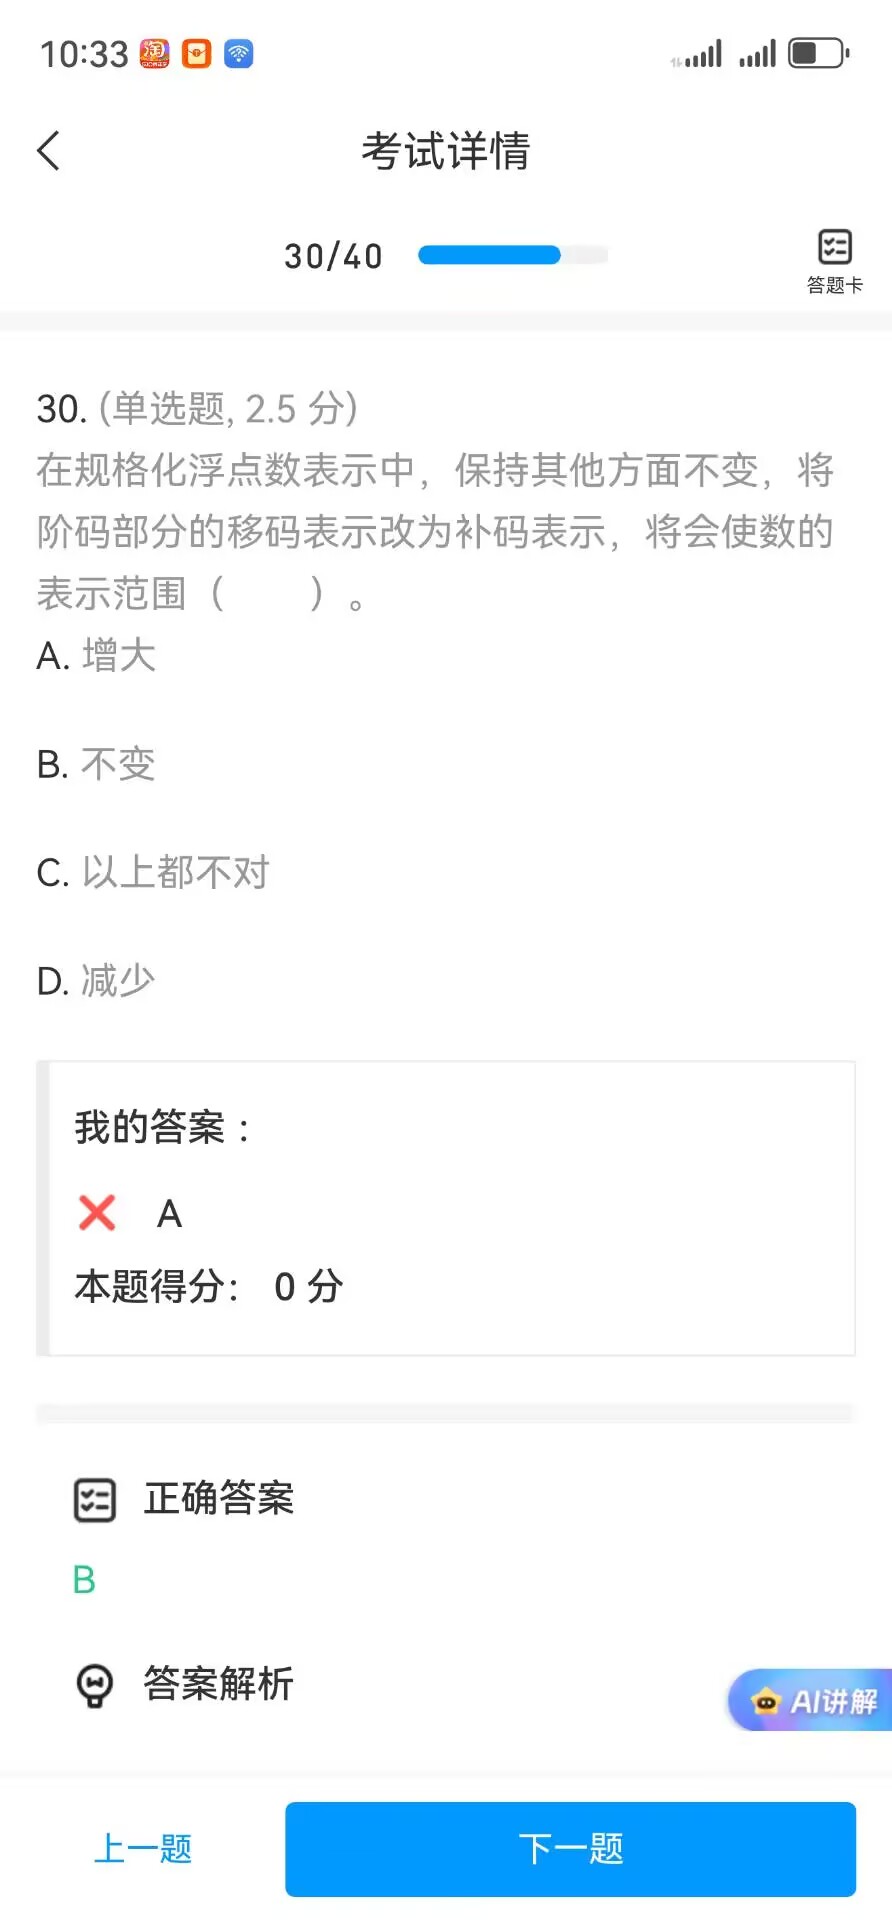 10:33
考试详情
30/40
答题卡
30. (单选题, 2.5 分)
在规格化浮点数表示中，保持其他方面不变，将
阶码部分的移码表示改为补码表示，将会使数的
表示范围（　　）。
A. 增大
B. 不变
C. 以上都不对
D. 减少
我的答案：
A
本题得分： 0 分
正确答案
B
答案解析
AI讲解
上一题
下一题